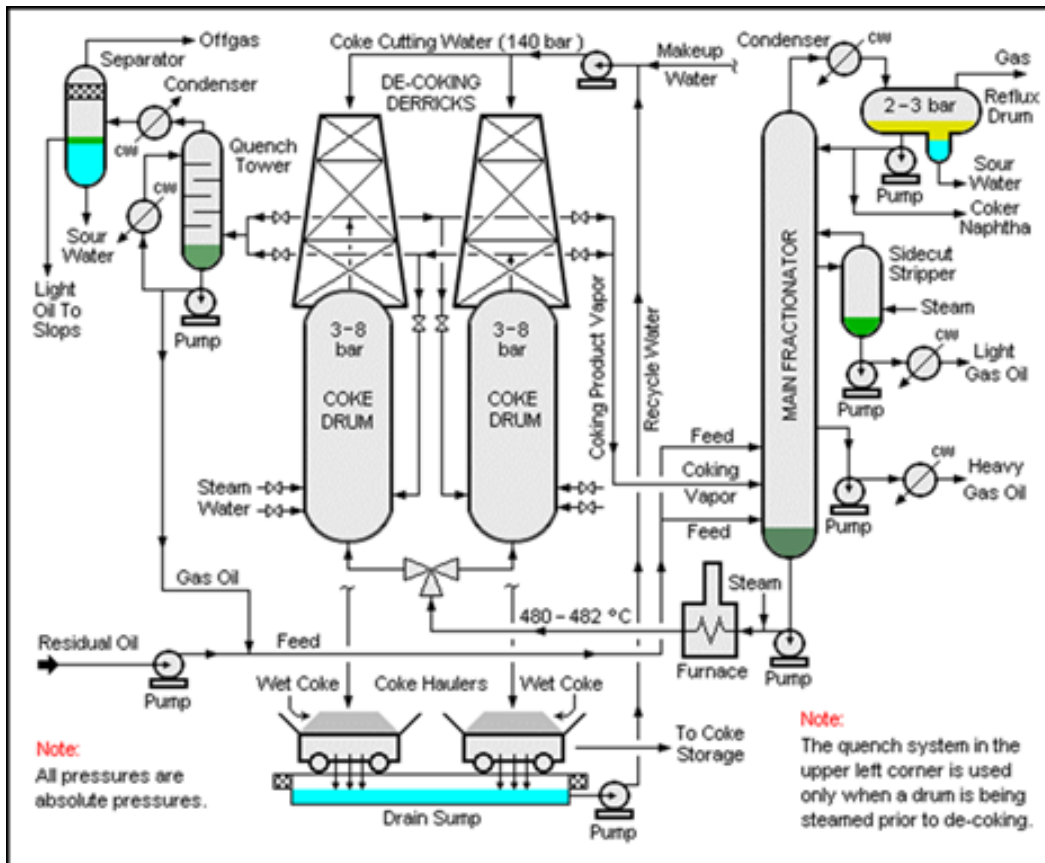 Offgas
Separator
Condenser
CW
CW
Quench
Tower
Sour
Water
Light
Oil To
Slops
Pump
Coke Cutting Water (140 bar)
DE-COKING
DERRICKS
Makeup
Water
Condenser
CW
Gas
2-3 bar
Reflux
Drum
Pump
Sour
Water
Coker
Naphtha
Sidecut
Stripper
Steam
CW
Light
Gas Oil
Pump
MAIN FRACTIONATOR
CW
Heavy
Gas Oil
Pump
3-8
bar
COKE
DRUM
3-8
bar
COKE
DRUM
Coking Product Vapor
Recycle Water
Feed
Coking
Vapor
Feed
Steam
Water
Gas Oil
Steam
480 – 482 °C
Furnace
Pump
Residual Oil
Feed
Pump
Wet Coke
Coke Haulers
Wet Coke
To Coke
Storage
Drain Sump
Pump
Note:
All pressures are
absolute pressures.
Note:
The quench system in the
upper left corner is used
only when a drum is being
steamed prior to de-coking.